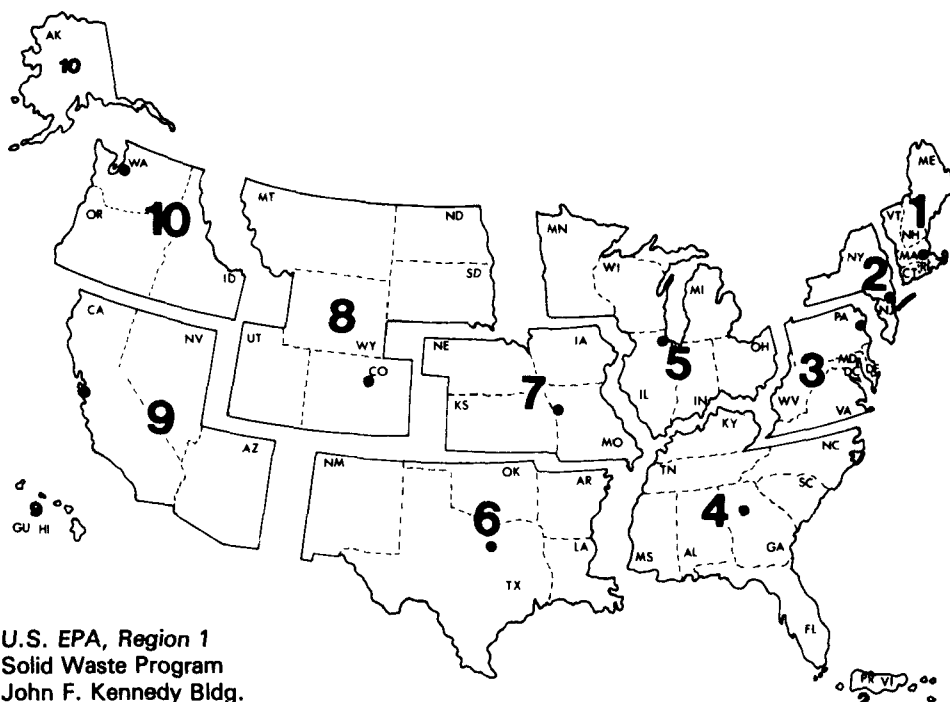 AK
10
WA
OR
10
ID
MT
ND
SD
8
WY
UT
CO
CA
NV
9
AZ
9
GU HI
NM
OK
AR
6
LA
TX
NE
IA
7
KS
MO
MN
WI
MI
5
OH
IL
IN
ME
VT
1
NH
MA
CT
RI
NY
2
NJ
PA
3
MD
DC
DE
WV
VA
KY
NC
TN
SC
4
MS
AL
GA
FL
PR VI
2
U.S. EPA, Region 1
Solid Waste Program
John F. Kennedy Bldg.